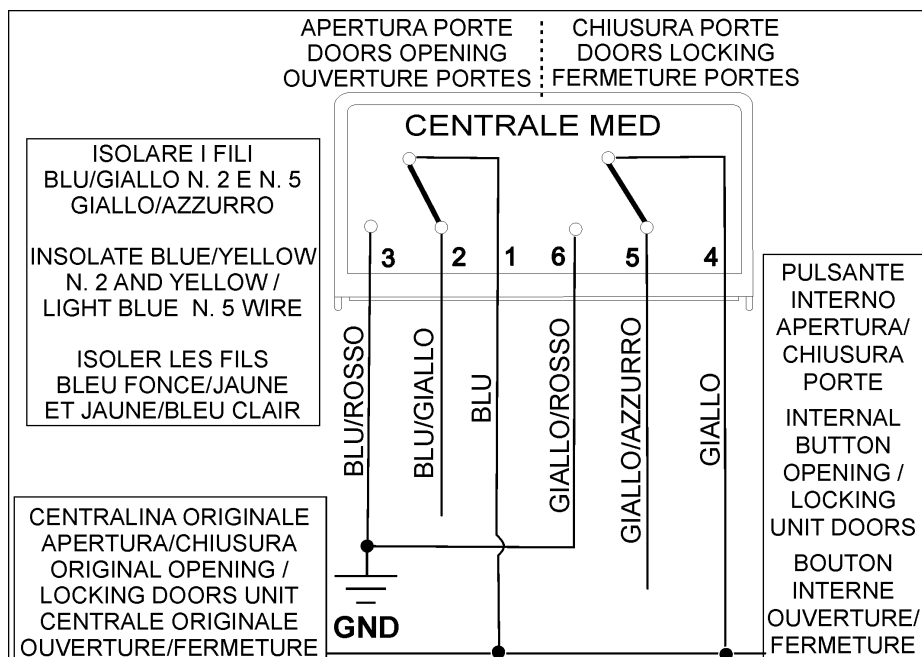 APERTURA PORTE
DOORS OPENING
OUVERTURE PORTES
CHIUSURA PORTE
DOORS LOCKING
FERMETURE PORTES
CENTRALE MED
ISOLARE I FILI
BLU/GIALLO N. 2 E N. 5
GIALLO/AZZURRO
INSOLATE BLUE/YELLOW
N. 2 AND YELLOW /
LIGHT BLUE N. 5 WIRE
ISOLER LES FILS
BLEU FONCE/JAUNE
ET JAUNE/BLEU CLAIR
3 2 1 6 5 4
BLU/ROSSO
BLU/GIALLO
BLU
GIALLO/ROSSO
GIALLO/AZZURRO
GIALLO
PULSANTE
INTERNO
APERTURA/
CHIUSURA
PORTE
INTERNAL
BUTTON
OPENING /
LOCKING
UNIT DOORS
BOUTON
INTERNE
OUVERTURE/
FERMETURE
CENTRALINA ORIGINALE
APERTURA/CHIUSURA
ORIGINAL OPENING /
LOCKING DOORS UNIT
CENTRALE ORIGINALE
OUVERTURE/FERMETURE
GND